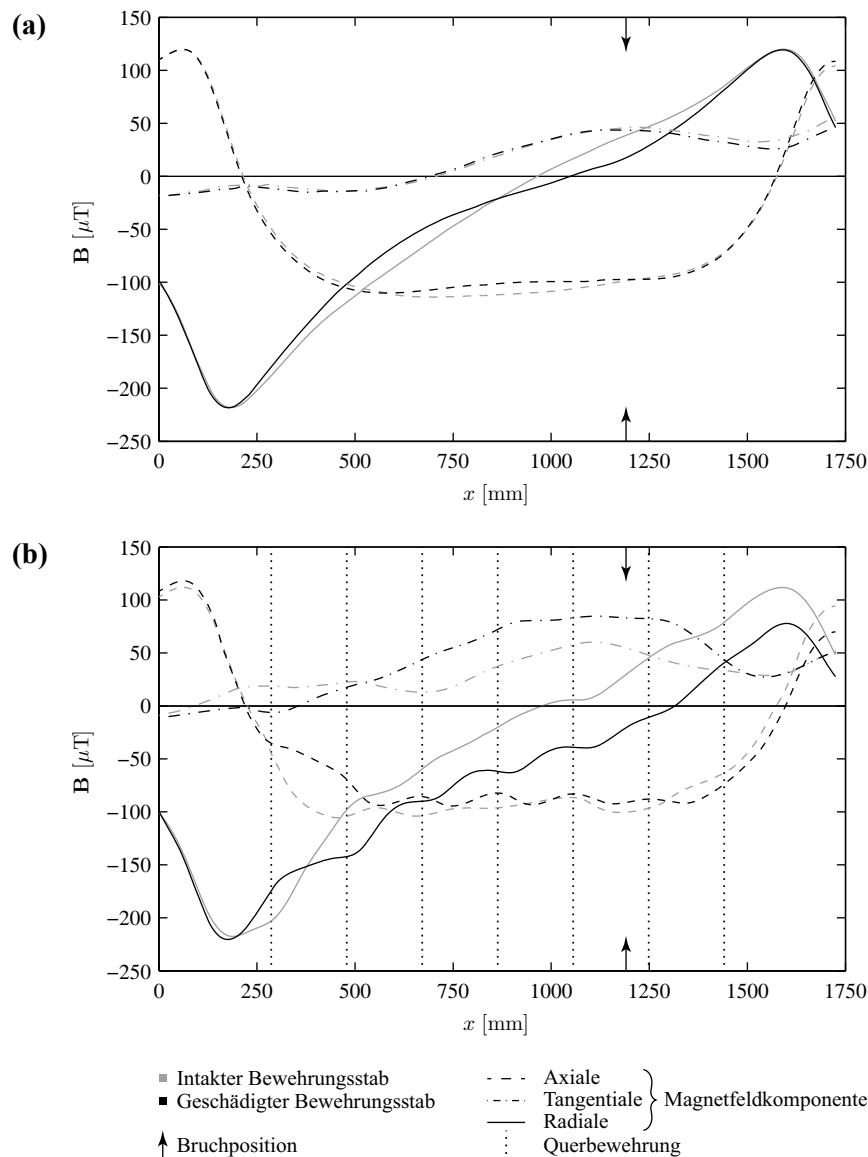 (a)
150
100
50
0
−50
−100
−150
−200
−250
B [μT]
0 250 500 750 1000 1250 1500 1750
x [mm]
(b)
150
100
50
0
−50
−100
−150
−200
−250
B [μT]
0 250 500 750 1000 1250 1500 1750
x [mm]
Intakter Bewehrungsstab
Geschädigter Bewehrungsstab
Bruchposition
Axiale
Tangentiale
Radiale
Magnetfeldkomponente
Querbewehrung